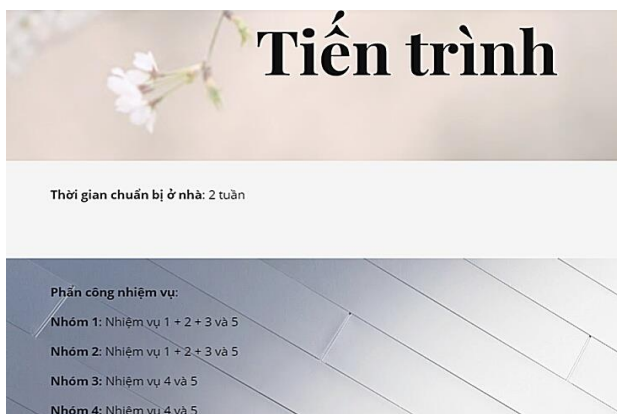 Tiến trình
Thời gian chuẩn bị ở nhà: 2 tuần
Phân công nhiệm vụ:
Nhóm 1: Nhiệm vụ 1 + 2 + 3 và 5
Nhóm 2: Nhiệm vụ 1 + 2 + 3 và 5
Nhóm 3: Nhiệm vụ 4 và 5
Nhóm 4: Nhiệm vụ 4 và 5